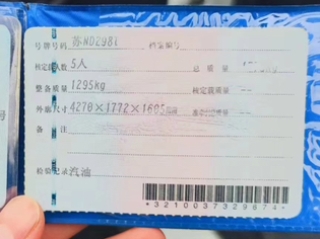 号牌号码 苏ND2981 档案编号
核定载人数 5人 总质量
整备质量 1295kg 核定载质量 --
外廓尺寸 4270×1772×1605mm
备注
检验记录 汽油
*3210037329874*